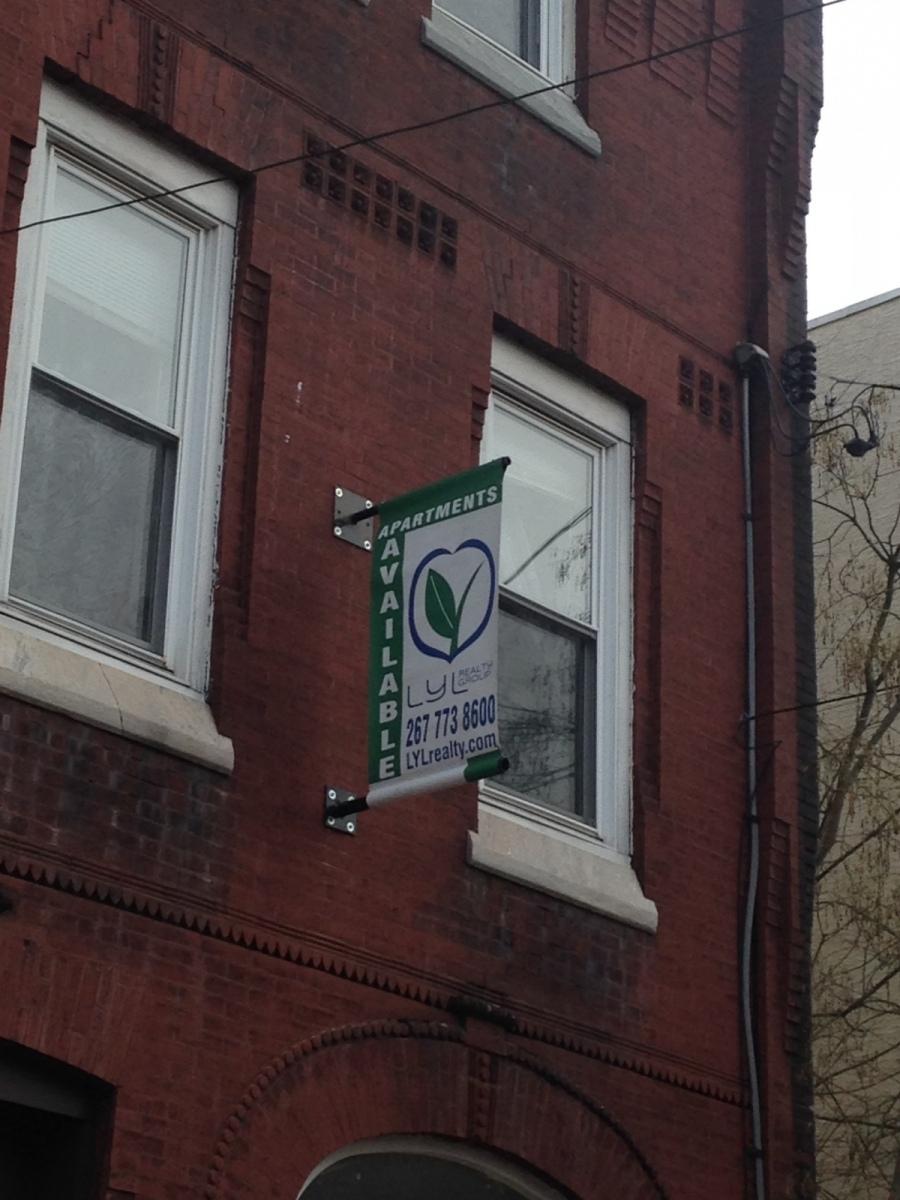 APARTMENTS
AVAILABLE
LYL REALTY GROUP
267 773 8600
LYLrealty.com